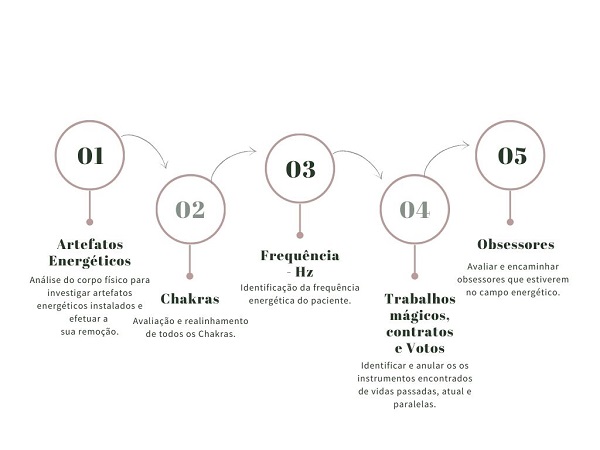 01
Artefatos
Energéticos
Análise do corpo físico para
investigar artefatos
energéticos instalados e
efetuar a
sua remoção.
02
Chakras
Avaliação e realinhamento
de todos os Chakras.
03
Frequência
- Hz
Identificação da frequência
energética do paciente.
04
Trabalhos
mágicos,
contratos
e Votos
Identificar e anular os os
instrumentos encontrados
de vidas passadas, atual e
paralelas.
05
Obsessores
Avaliar e encaminhar
obsessores que estiverem
no campo energético.